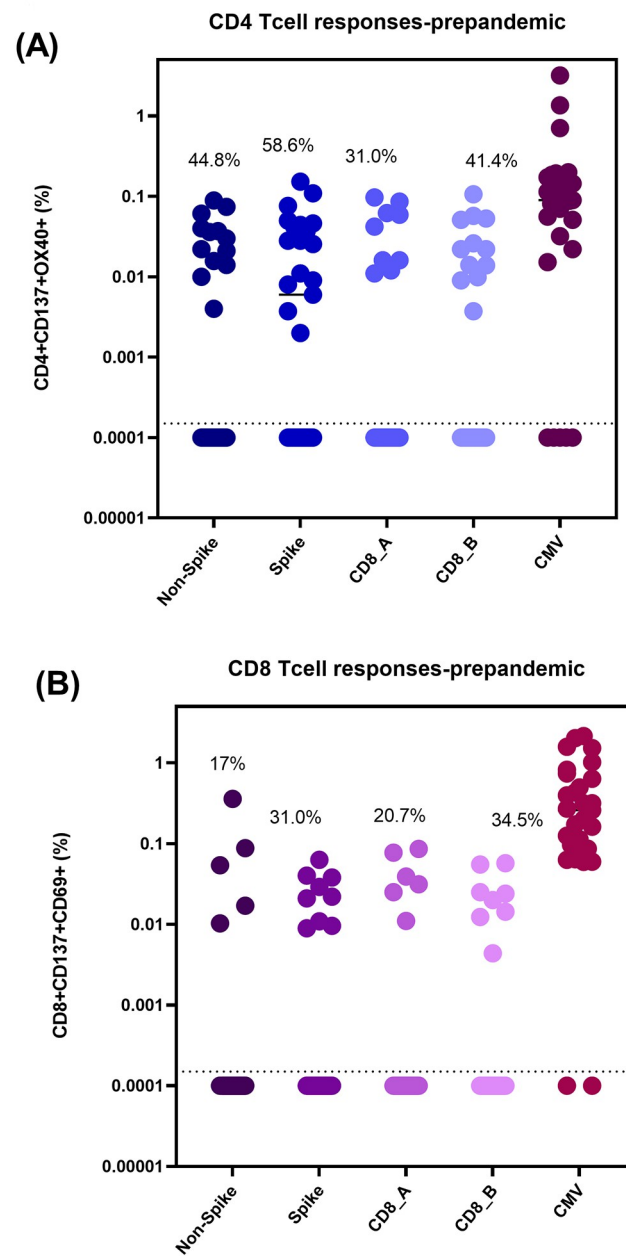 (A)
CD4 Tcell responses-prepandemic
CD4+CD137+OX40+ (%)
1
0.1
0.01
0.001
0.0001
0.00001
44.8%
58.6%
31.0%
41.4%
Non-Spike
Spike
CD8_A
CD8_B
CMV
(B)
CD8 Tcell responses-prepandemic
CD8+CD137+CD69+ (%)
1
0.1
0.01
0.001
0.0001
0.00001
17%
31.0%
20.7%
34.5%
Non-Spike
Spike
CD8_A
CD8_B
CMV